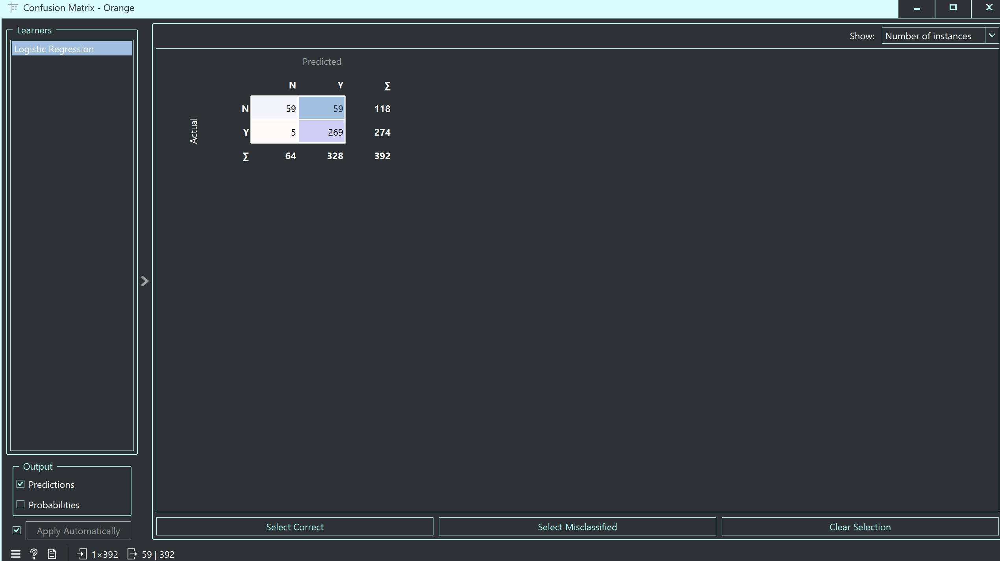 Confusion Matrix - Orange
Learners
Logistic Regression
Show: Number of instances
Predicted
N Y Σ
Actual
N 59 59 118
Y 5 269 274
Σ 64 328 392
Output
Predictions
Probabilities
Apply Automatically
Select Correct Select Misclassified Clear Selection
1×392 59 | 392